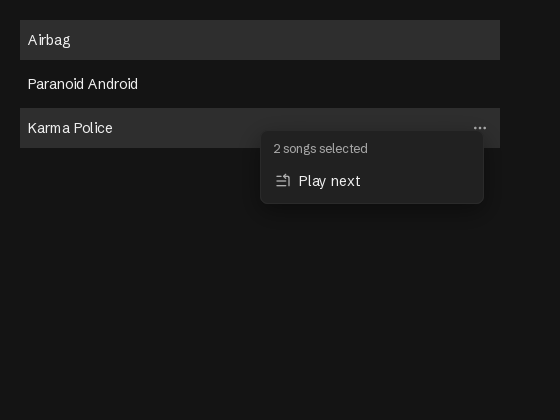 Airbag
Paranoid Android
Karma Police
2 songs selected
Play next